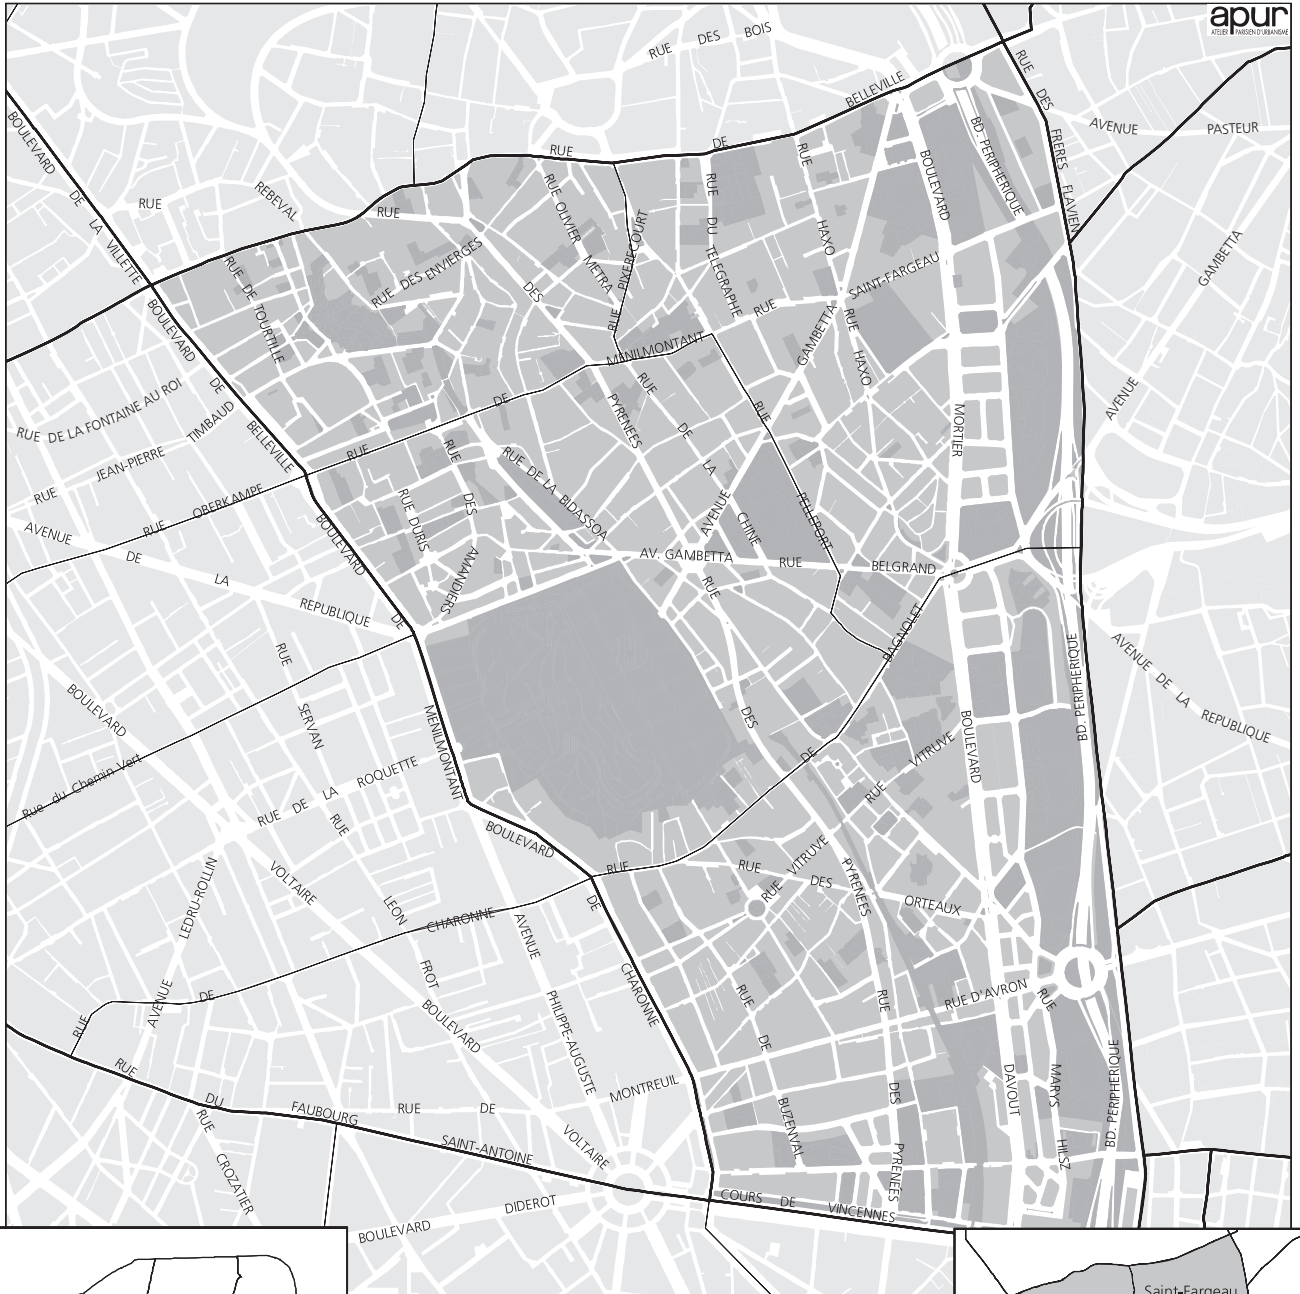 apur
ATELIER PARISIEN D'URBANISME
RUE DES BOIS
BELLEVILLE
RUE DES FRERES FLAVIEN
AVENUE PASTEUR
BOULEVARD DE LA VILLETTE
RUE REBEVAL
RUE
RUE DE
BD. PERIPHERIQUE
BOULEVARD
RUE OLIVIER METRA
RUE PIXERECOURT
RUE DU TELEGRAPHE
RUE HAXO
RUE HAXO
RUE SAINT-FARGEAU
GAMBETTA
AVENUE
RUE DES ENVIERGES
RUE DE TOURTILLE
DES
BOULEVARD DE BELLEVILLE
GAMBETTA
MENILMONTANT
RUE DE
RUE DE LA FONTAINE AU ROI
RUE JEAN-PIERRE TIMBAUD
RUE OBERKAMPF
PYRENEES
RUE DE LA CHINE
RUE PELLEPORT
MORTIER
RUE DES AMANDIERS
RUE DURIS
RUE DE LA BIDASSOA
AVENUE
AV. GAMBETTA
RUE BELGRAND
AVENUE DE LA REPUBLIQUE
BOULEVARD DE MENILMONTANT
RUE DES
BAGNOLET
AVENUE DE LA REPUBLIQUE
BD. PERIPHERIQUE
BOULEVARD
RUE SERVAN
BOULEVARD
Rue du Chemin Vert
RUE DE LA ROQUETTE
RUE LEON FROT
RUE VITRUVE
DE
BOULEVARD DE CHARONNE
RUE
RUE VITRUVE
RUE DES ORTEAUX
PYRENEES
VOLTAIRE
AVENUE LEDRU-ROLLIN
RUE DE CHARONNE
AVENUE PHILIPPE-AUGUSTE
BOULEVARD VOLTAIRE
RUE D'AVRON
RUE MARYS HILSZ
RUE DE BUZENVAL
RUE DES PYRENÉES
DAVOUT
BD. PERIPHERIQUE
RUE DU FAUBOURG SAINT-ANTOINE
RUE DE MONTREUIL
RUE CROZATIER
BOULEVARD DIDEROT
COURS DE VINCENNES
Saint-Fargeau